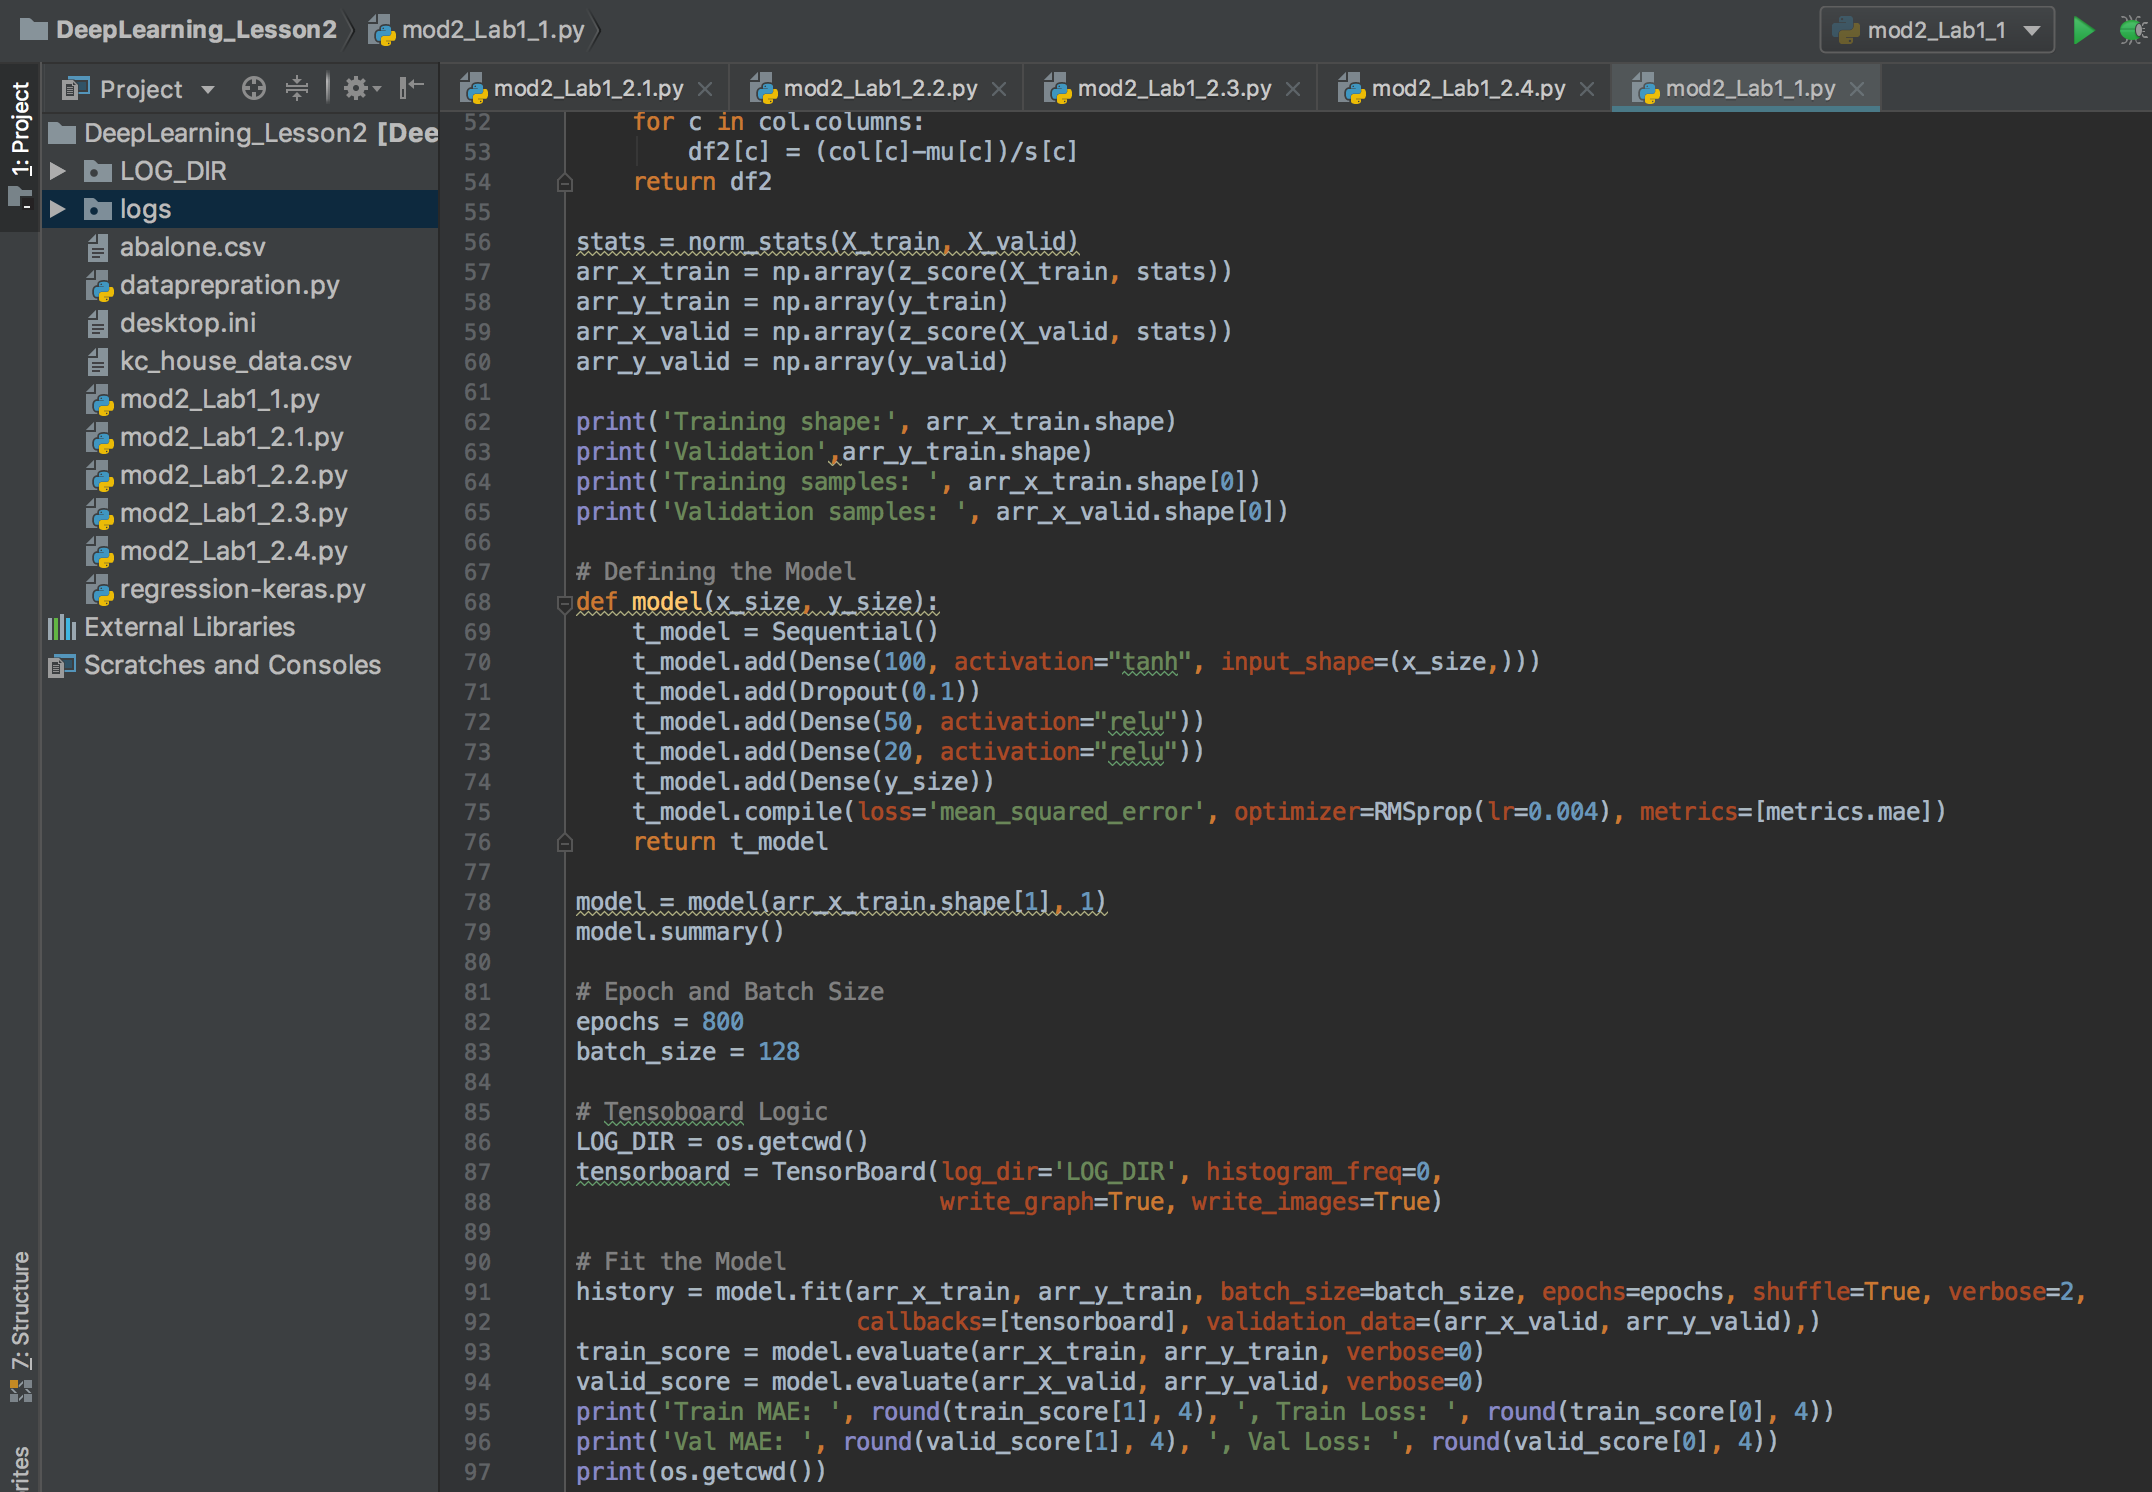 DeepLearning_Lesson2 mod2_Lab1_1.py mod2_Lab1_1
Project mod2_Lab1_2.1.py mod2_Lab1_2.2.py mod2_Lab1_2.3.py mod2_Lab1_2.4.py mod2_Lab1_1.py
1: Project
7: Structure
DeepLearning_Lesson2 [Dee
LOG_DIR
logs
abalone.csv
dataprepration.py
desktop.ini
kc_house_data.csv
mod2_Lab1_1.py
mod2_Lab1_2.1.py
mod2_Lab1_2.2.py
mod2_Lab1_2.3.py
mod2_Lab1_2.4.py
regression-keras.py
External Libraries
Scratches and Consoles
52 for c in col.columns:
53 df2[c] = (col[c]-mu[c])/s[c]
54 return df2
55
56 stats = norm_stats(X_train, X_valid)
57 arr_x_train = np.array(z_score(X_train, stats))
58 arr_y_train = np.array(y_train)
59 arr_x_valid = np.array(z_score(X_valid, stats))
60 arr_y_valid = np.array(y_valid)
61
62 print('Training shape:', arr_x_train.shape)
63 print('Validation',arr_y_train.shape)
64 print('Training samples: ', arr_x_train.shape[0])
65 print('Validation samples: ', arr_x_valid.shape[0])
66
67 # Defining the Model
68 def model(x_size, y_size):
69 t_model = Sequential()
70 t_model.add(Dense(100, activation="tanh", input_shape=(x_size,)))
71 t_model.add(Dropout(0.1))
72 t_model.add(Dense(50, activation="relu"))
73 t_model.add(Dense(20, activation="relu"))
74 t_model.add(Dense(y_size))
75 t_model.compile(loss='mean_squared_error', optimizer=RMSprop(lr=0.004), metrics=[metrics.mae])
76 return t_model
77
78 model = model(arr_x_train.shape[1], 1)
79 model.summary()
80
81 # Epoch and Batch Size
82 epochs = 800
83 batch_size = 128
84
85 # Tensoboard Logic
86 LOG_DIR = os.getcwd()
87 tensorboard = TensorBoard(log_dir='LOG_DIR', histogram_freq=0,
88 write_graph=True, write_images=True)
89
90 # Fit the Model
91 history = model.fit(arr_x_train, arr_y_train, batch_size=batch_size, epochs=epochs, shuffle=True, verbose=2,
92 callbacks=[tensorboard], validation_data=(arr_x_valid, arr_y_valid),)
93 train_score = model.evaluate(arr_x_train, arr_y_train, verbose=0)
94 valid_score = model.evaluate(arr_x_valid, arr_y_valid, verbose=0)
95 print('Train MAE: ', round(train_score[1], 4), ', Train Loss: ', round(train_score[0], 4))
96 print('Val MAE: ', round(valid_score[1], 4), ', Val Loss: ', round(valid_score[0], 4))
97 print(os.getcwd())